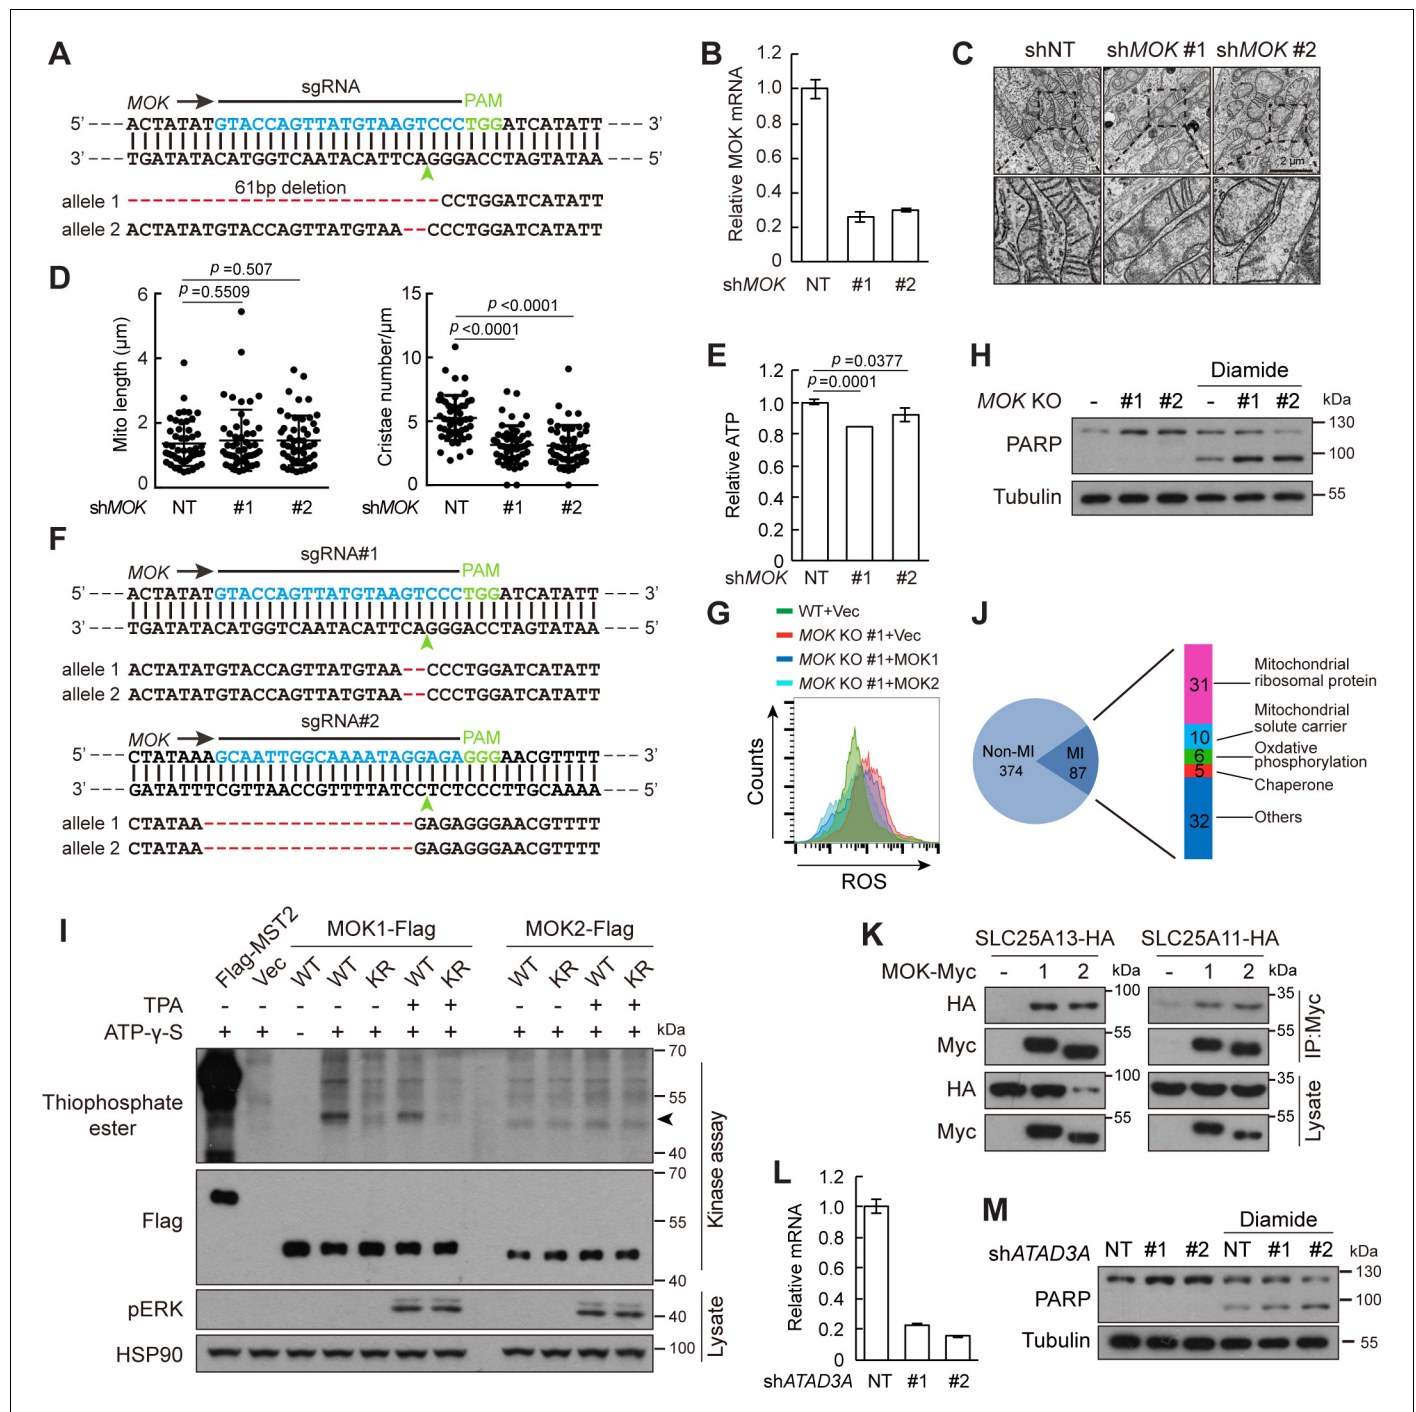 A
sgRNA
MOK PAM
5' --- ACTATATGTACCAGTTATGTAAGTCCCTGGATCATATT --- 3'
3' --- TGATATACATGGTCAATACATTCAGGGACCTAGTATAA --- 5'
61bp deletion
allele 1 CCTGGATCATATT
allele 2 ACTATATGTACCAGTTATGTAA--CCCTGGATCATATT
B
Relative MOK mRNA
1.2
1.0
0.8
0.6
0.4
0.2
0
shMOK NT #1 #2
C
shNT shMOK #1 shMOK #2
2 µm
D
p =0.507
p =0.5509
Mito length (µm)
6
4
2
0
shMOK NT #1 #2
p <0.0001
p <0.0001
Cristae number/µm
15
10
5
0
shMOK NT #1 #2
E
p =0.0377
p =0.0001
Relative ATP
1.2
1.0
0.8
0.6
0.4
0.2
0
shMOK NT #1 #2
F
sgRNA#1
MOK PAM
5' --- ACTATATGTACCAGTTATGTAAGTCCCTGGATCATATT --- 3'
3' --- TGATATACATGGTCAATACATTCAGGGACCTAGTATAA --- 5'
allele 1 ACTATATGTACCAGTTATGTAA--CCCTGGATCATATT
allele 2 ACTATATGTACCAGTTATGTAA--CCCTGGATCATATT
sgRNA#2
MOK PAM
5' --- CTATAAAGCAATTGGCAAAATAGGAGAGGGAACGTTTT --- 3'
3' --- GATATTTCGTTAACCGTTTTATCCTCTCCCTTGCAAAA --- 5'
allele 1 CTATAA-----------------GAGAGGGAACGTTTT
allele 2 CTATAA-----------------GAGAGGGAACGTTTT
G
WT+Vec
MOK KO #1+Vec
MOK KO #1+MOK1
MOK KO #1+MOK2
Counts
ROS
H
Diamide
MOK KO - #1 #2 - #1 #2 kDa
PARP
130
100
Tubulin 55
I
Flag-MST2 Vec
MOK1-Flag MOK2-Flag
WT WT KR WT KR WT KR WT KR
TPA - - - - - + + - - + +
ATP-γ-S + + - + + + + + + + + kDa
Thiophosphate ester
70
55
40
Flag
70
55
40
Kinase assay
pERK 40
HSP90 100
Lysate
J
Non-MI
374
MI
87
31 Mitochondrial ribosomal protein
10 Mitochondrial solute carrier
6 Oxdative phosphorylation
5 Chaperone
32 Others
K
SLC25A13-HA SLC25A11-HA
MOK-Myc - 1 2 kDa - 1 2 kDa
HA 100 35
Myc 55 55
IP:Myc
HA 100 35
Myc 55 55
Lysate
L
Relative mRNA
1.2
1.0
0.8
0.6
0.4
0.2
0
shATAD3A NT #1 #2
M
Diamide
shATAD3A NT #1 #2 NT #1 #2 kDa
PARP
130
100
Tubulin 55